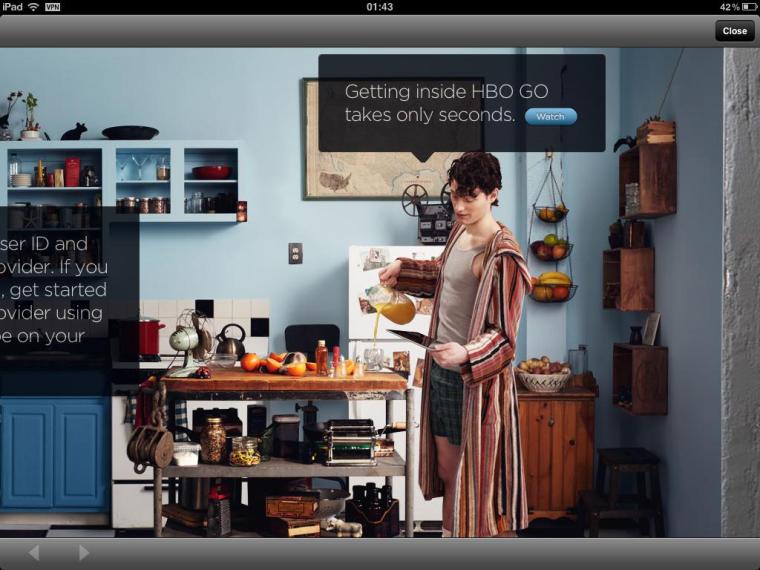 iPad VPN 01:43 42%
Close
Getting inside HBO GO
takes only seconds. Watch
ser ID and
ovider. If you
, get started
ovider using
e on your